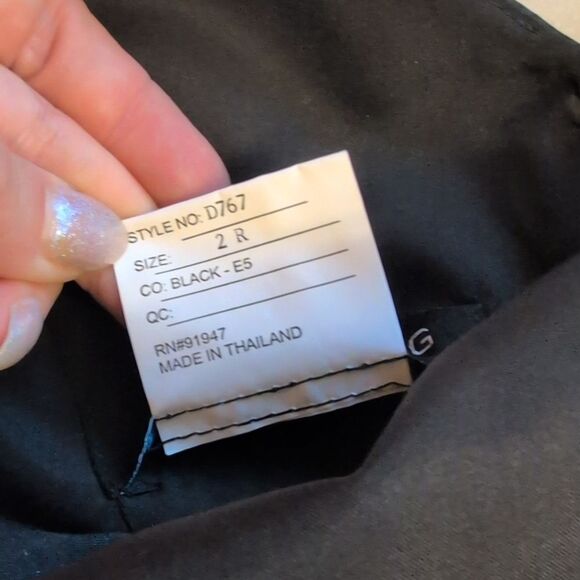 STYLE NO: D767
SIZE: 2 R
CO: BLACK - E5
QC:
RN#91947
MADE IN THAILAND
G